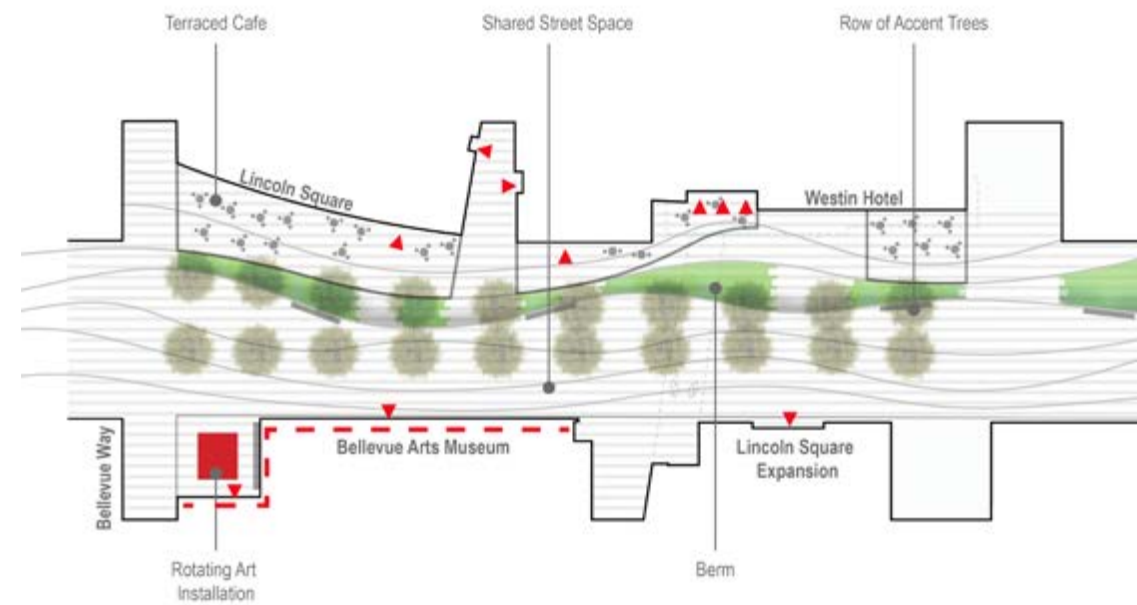 Terraced Cafe
Shared Street Space
Row of Accent Trees
Lincoln Square
Westin Hotel
Bellevue Way
Bellevue Arts Museum
Lincoln Square
Expansion
Rotating Art
Installation
Berm